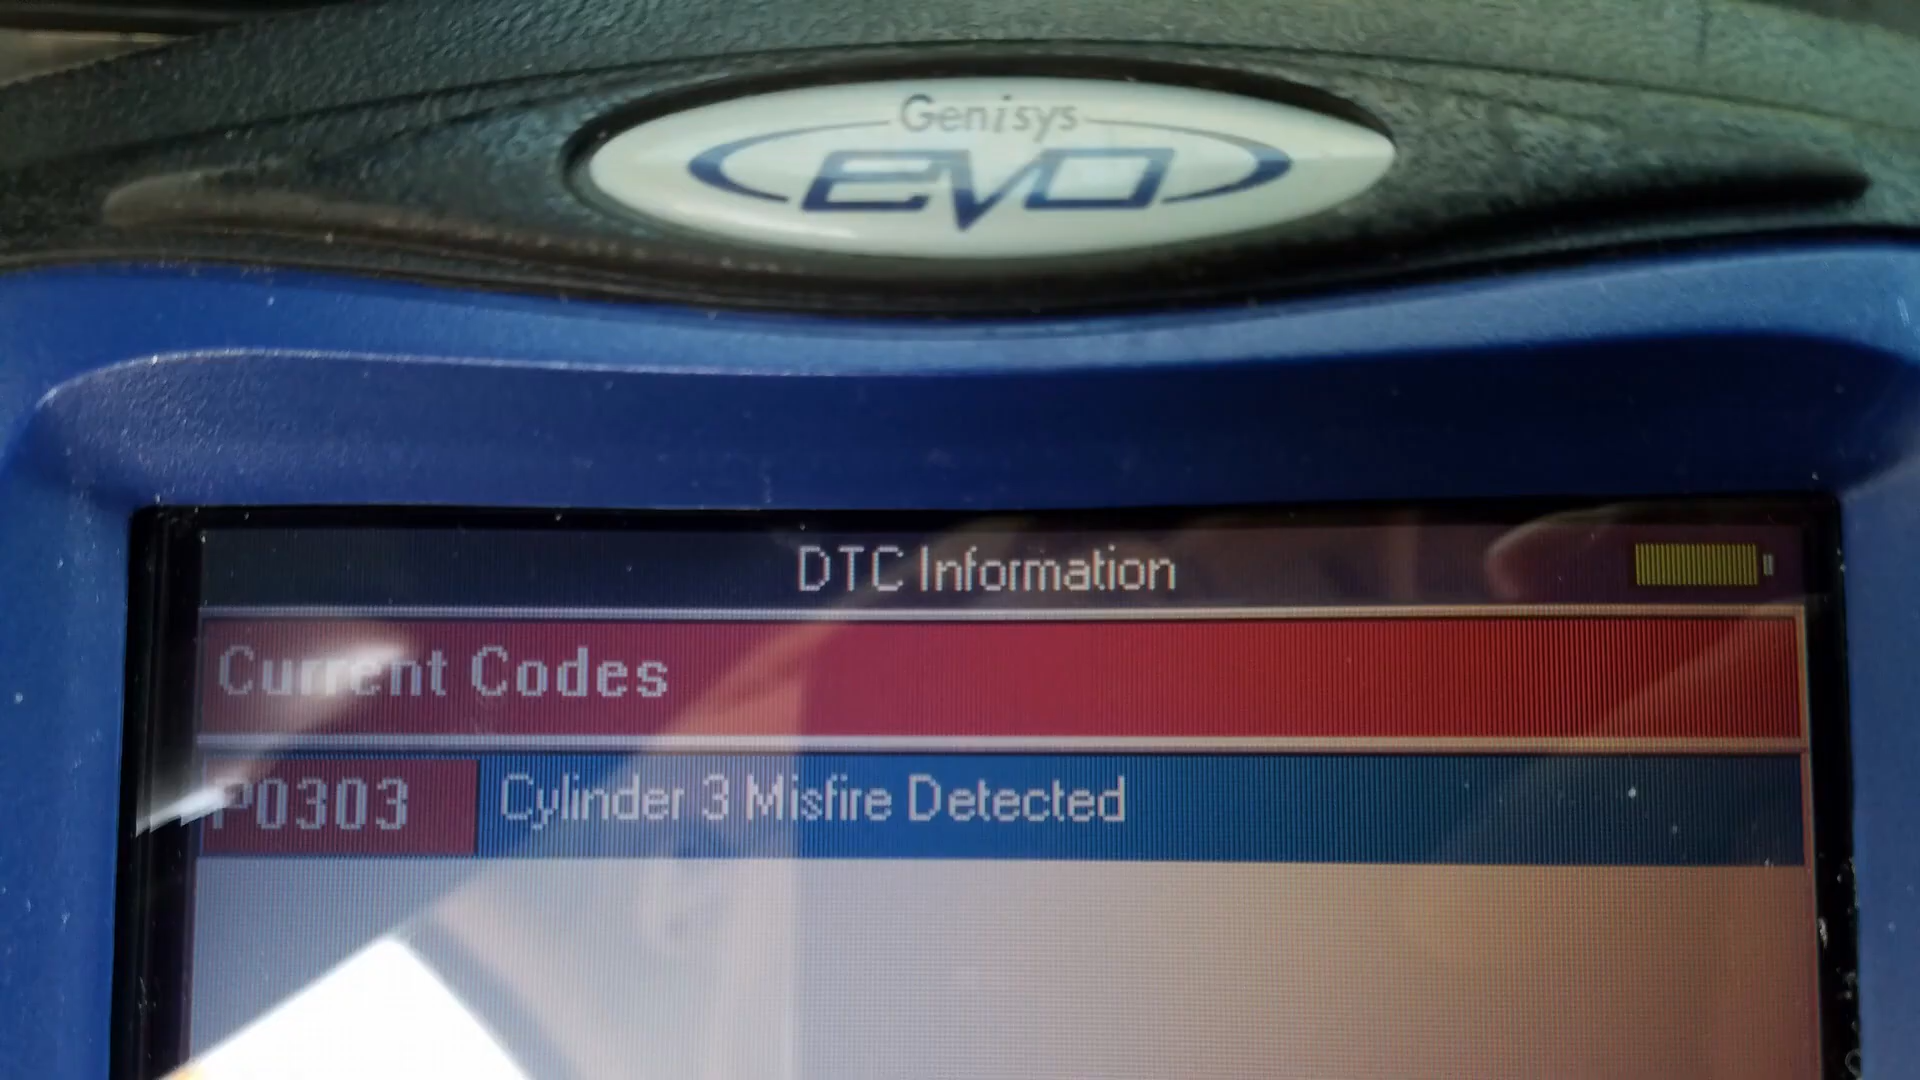 Genisys
evo
DTC Information
Current Codes
P0303 Cylinder 3 Misfire Detected